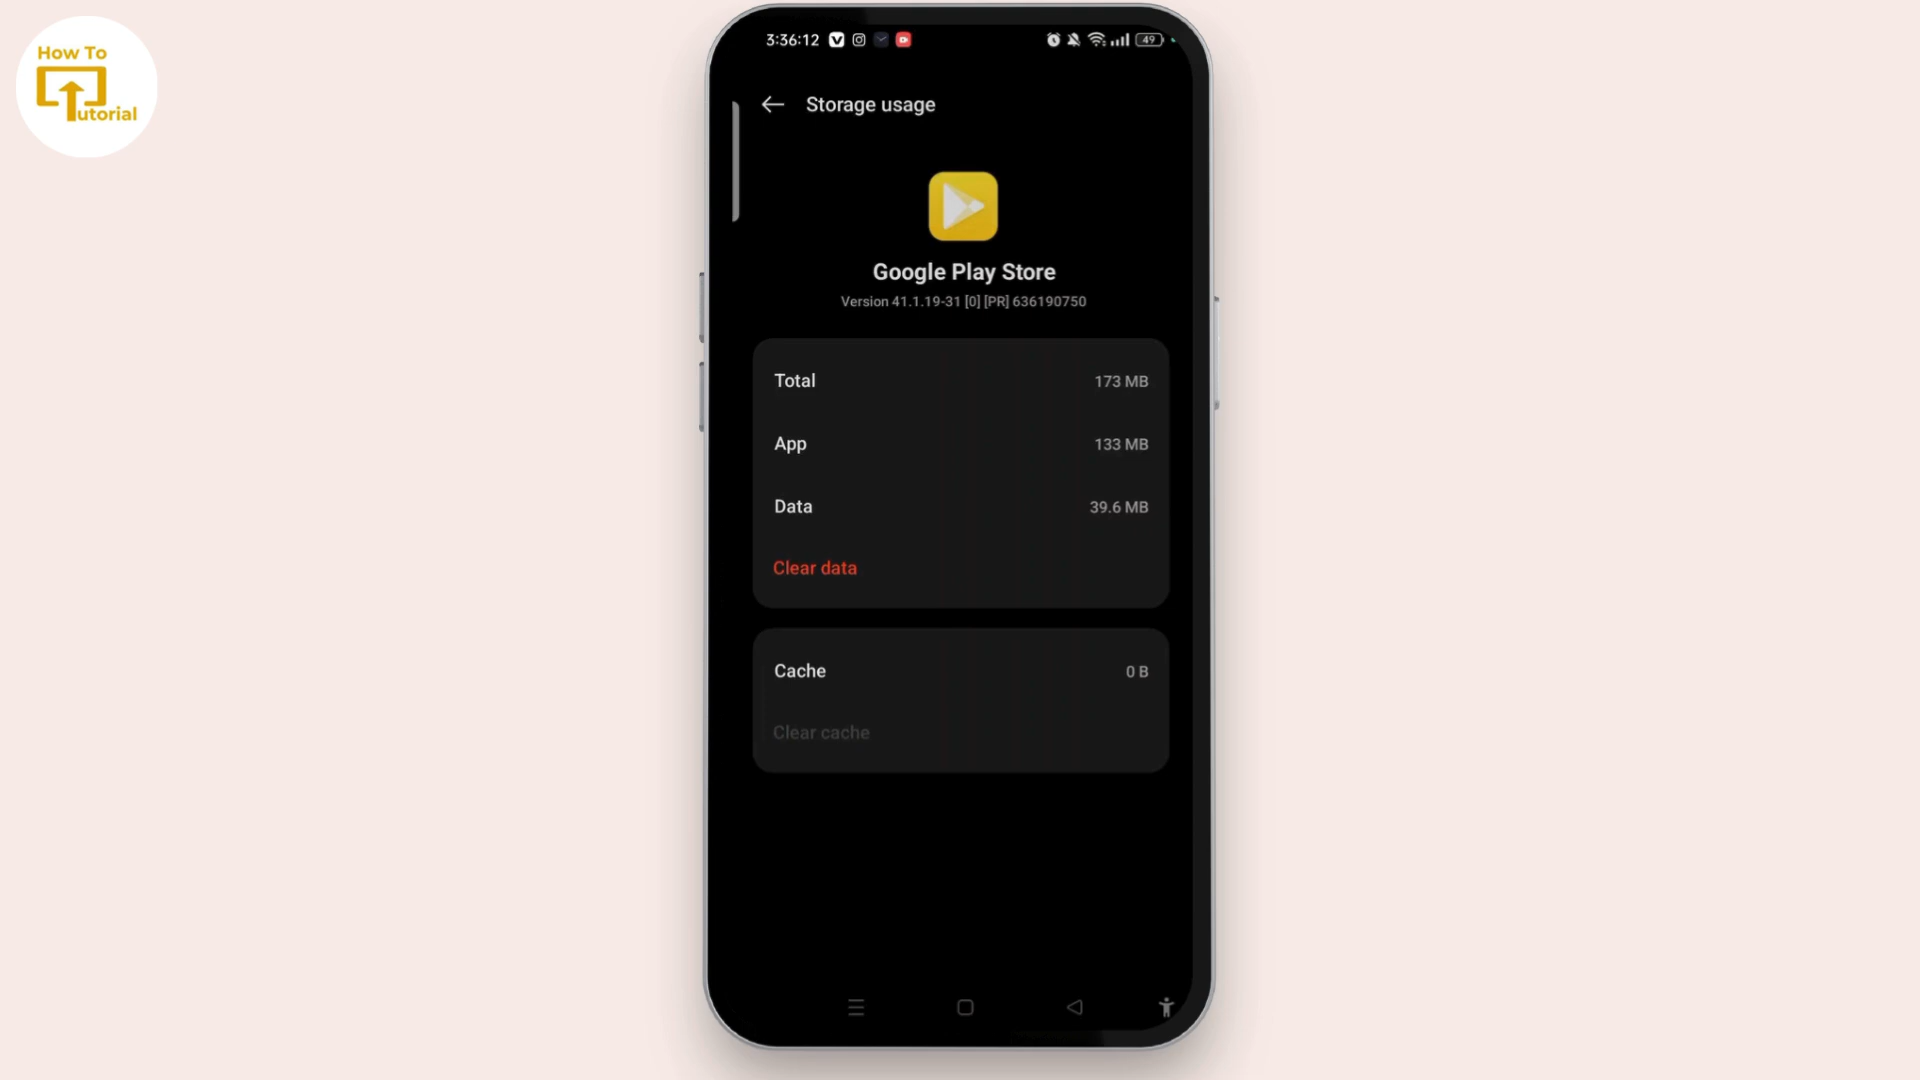 How To
Tutorial
3:36:12
49
Storage usage
Google Play Store
Version 41.1.19-31 [0] [PR] 636190750
Total 173 MB
App 133 MB
Data 39.6 MB
Clear data
Cache 0 B
Clear cache